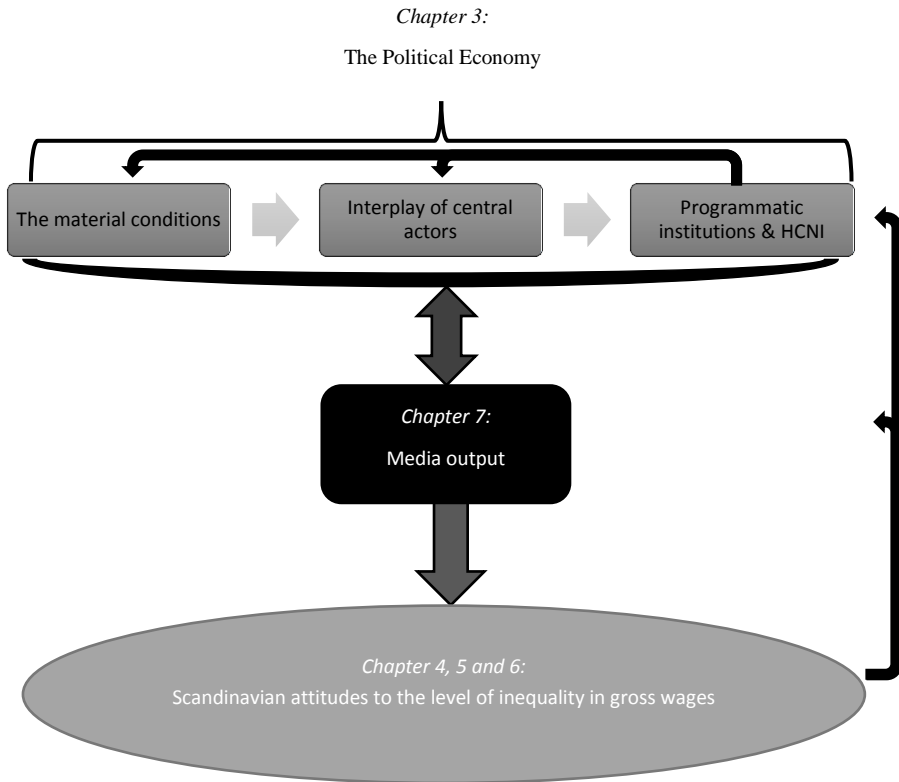 Chapter 3:
The Political Economy
The material conditions
Interplay of central
actors
Programmatic
institutions & HCNI
Chapter 7:
Media output
Chapter 4, 5 and 6:
Scandinavian attitudes to the level of inequality in gross wages